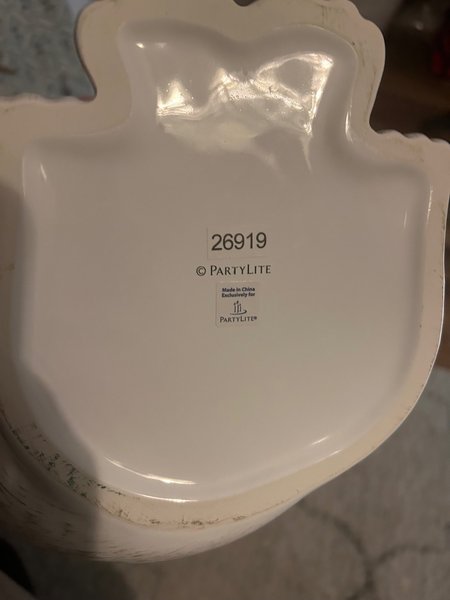 26919
© PARTYLITE
Made in China
Exclusively for
PARTYLITE®